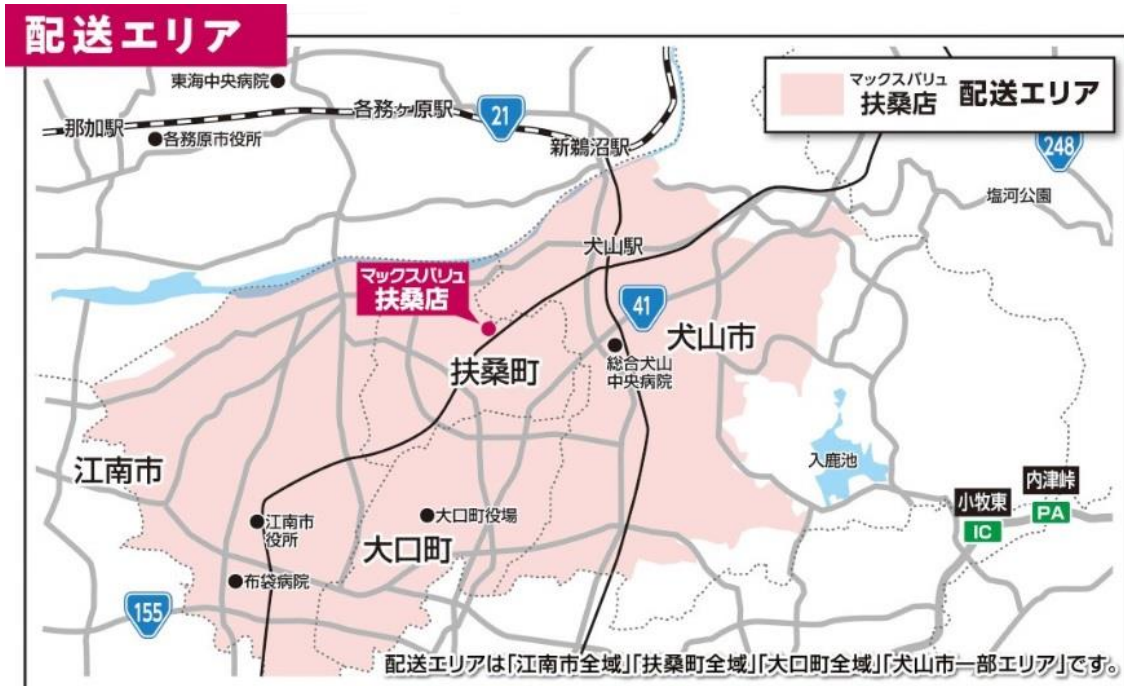 配送エリア
マックスバリュ
扶桑店
配送エリア
東海中央病院
那加駅
各務原市役所
各務ヶ原駅
21
新鵜沼駅
248
塩河公園
犬山駅
マックスバリュ
扶桑店
41
犬山市
扶桑町
総合犬山
中央病院
江南市
入鹿池
内津峠
PA
小牧東
IC
江南市
役所
大口町役場
大口町
布袋病院
155
配送エリアは「江南市全域」「扶桑町全域」「大口町全域」「犬山市一部エリア」です。